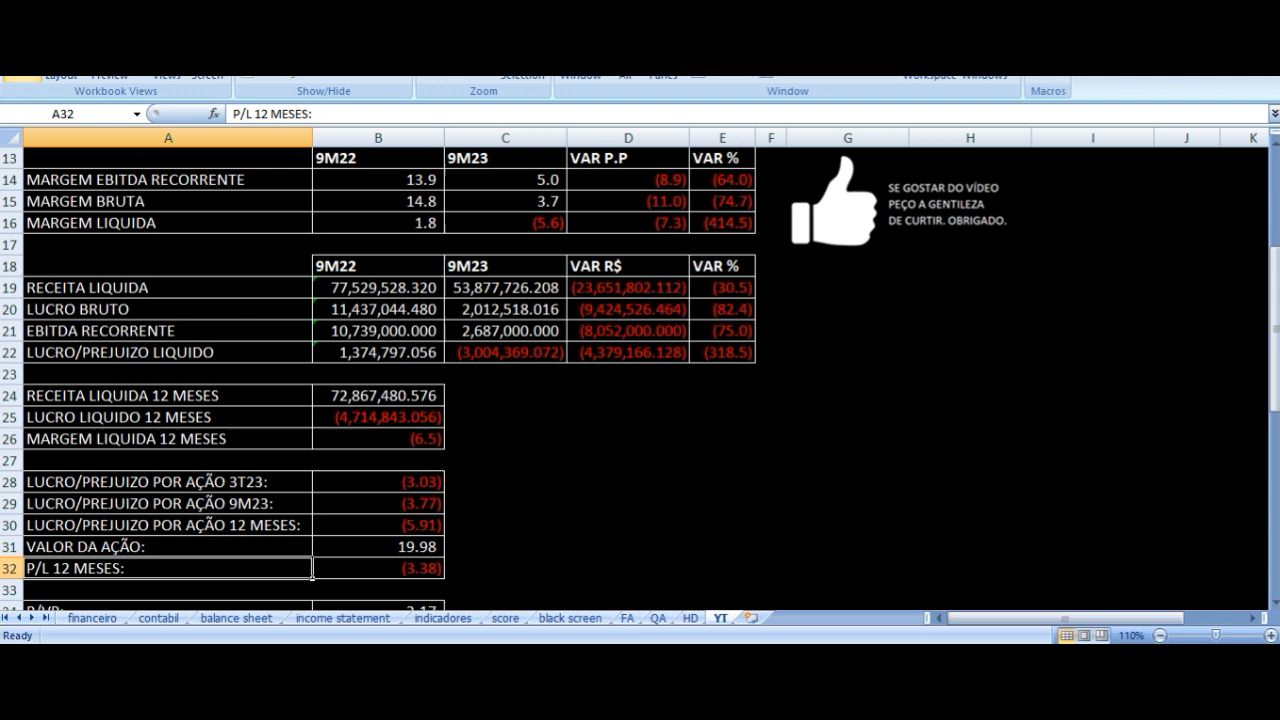 Workbook Views Show/Hide Zoom Window Macros
A32 fx P/L 12 MESES:
A B C D E F G H I J K
13 9M22 9M23 VAR P.P VAR %
14 MARGEM EBITDA RECORRENTE 13.9 5.0 (8.9) (64.0)
15 MARGEM BRUTA 14.8 3.7 (11.0) (74.7)
16 MARGEM LIQUIDA 1.8 (5.6) (7.3) (414.5)
SE GOSTAR DO VÍDEO
PEÇO A GENTILEZA
DE CURTIR. OBRIGADO.
17
18 9M22 9M23 VAR R$ VAR %
19 RECEITA LIQUIDA 77,529,528.320 53,877,726.208 (23,651,802.112) (30.5)
20 LUCRO BRUTO 11,437,044.480 2,012,518.016 (9,424,526.464) (82.4)
21 EBITDA RECORRENTE 10,739,000.000 2,687,000.000 (8,052,000.000) (75.0)
22 LUCRO/PREJUIZO LIQUIDO 1,374,797.056 (3,004,369.072) (4,379,166.128) (318.5)
23
24 RECEITA LIQUIDA 12 MESES 72,867,480.576
25 LUCRO LIQUIDO 12 MESES (4,714,843.056)
26 MARGEM LIQUIDA 12 MESES (6.5)
27
28 LUCRO/PREJUIZO POR AÇÃO 3T23: (3.03)
29 LUCRO/PREJUIZO POR AÇÃO 9M23: (3.77)
30 LUCRO/PREJUIZO POR AÇÃO 12 MESES: (5.91)
31 VALOR DA AÇÃO: 19.98
32 P/L 12 MESES: (3.38)
33
financeiro contabil balance sheet income statement indicadores score black screen FA QA HD YT
Ready 110%